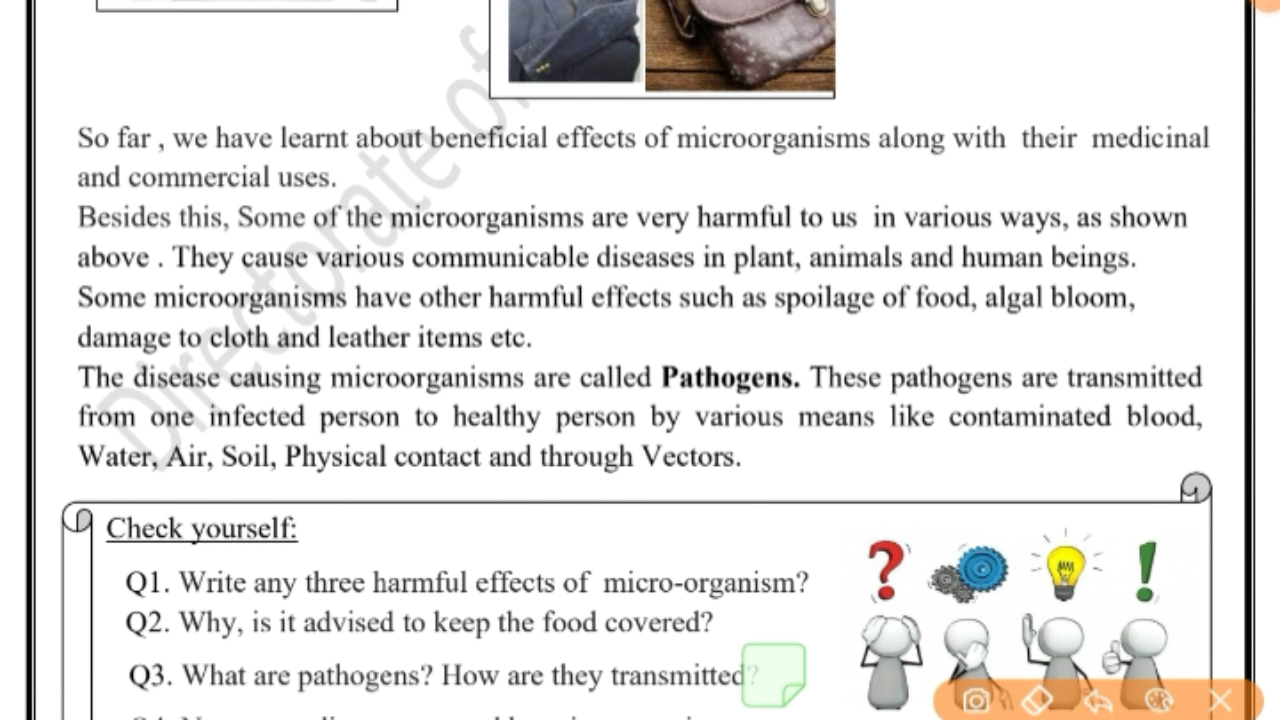 So far , we have learnt about beneficial effects of microorganisms along with their medicinal
and commercial uses.
Besides this, Some of the microorganisms are very harmful to us in various ways, as shown
above . They cause various communicable diseases in plant, animals and human beings.
Some microorganisms have other harmful effects such as spoilage of food, algal bloom,
damage to cloth and leather items etc.
The disease causing microorganisms are called Pathogens. These pathogens are transmitted
from one infected person to healthy person by various means like contaminated blood,
Water, Air, Soil, Physical contact and through Vectors.
Check yourself:
Q1. Write any three harmful effects of micro-organism?
Q2. Why, is it advised to keep the food covered?
Q3. What are pathogens? How are they transmitted?
Directorate of